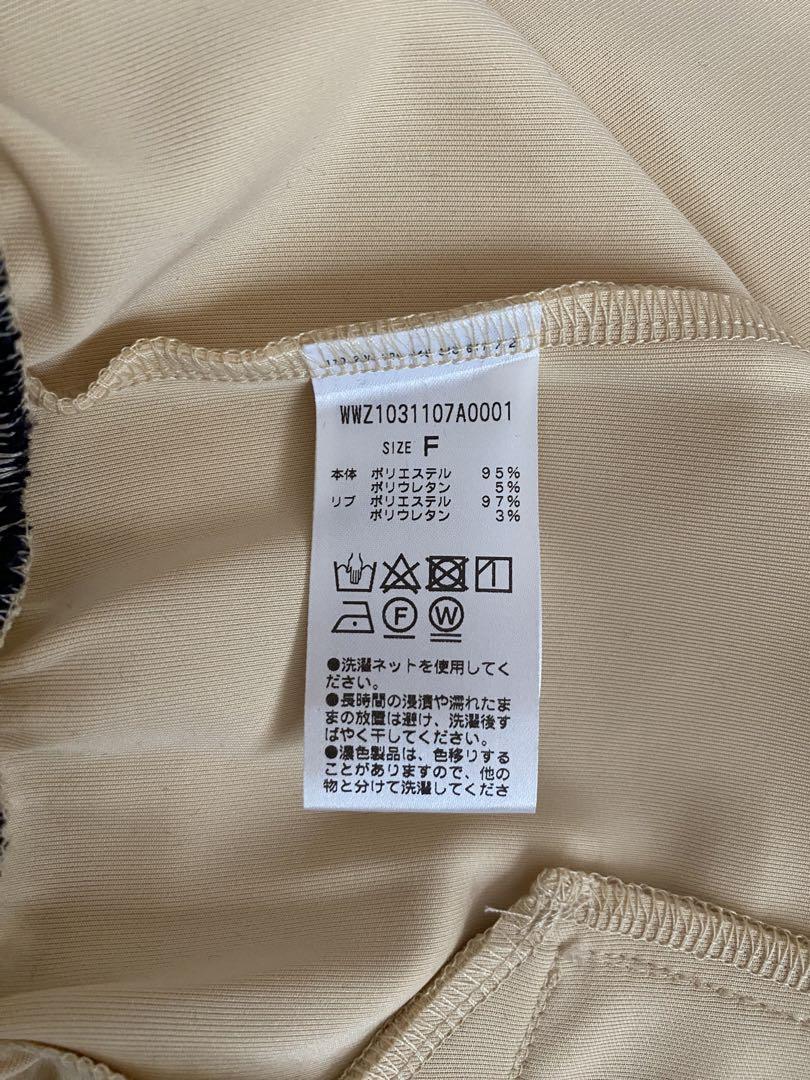 WWZ1031107A0001
SIZE F
本体 ポリエステル 95%
ポリウレタン 5%
リブ ポリエステル 97%
ポリウレタン 3%
F W
●洗濯ネットを使用してく
ださい。
●長時間の浸漬や濡れたま
まの放置は避け、洗濯後す
ばやく干してください。
●濃色製品は、色移りする
ことがありますので、他の
物と分けて洗濯してくださ